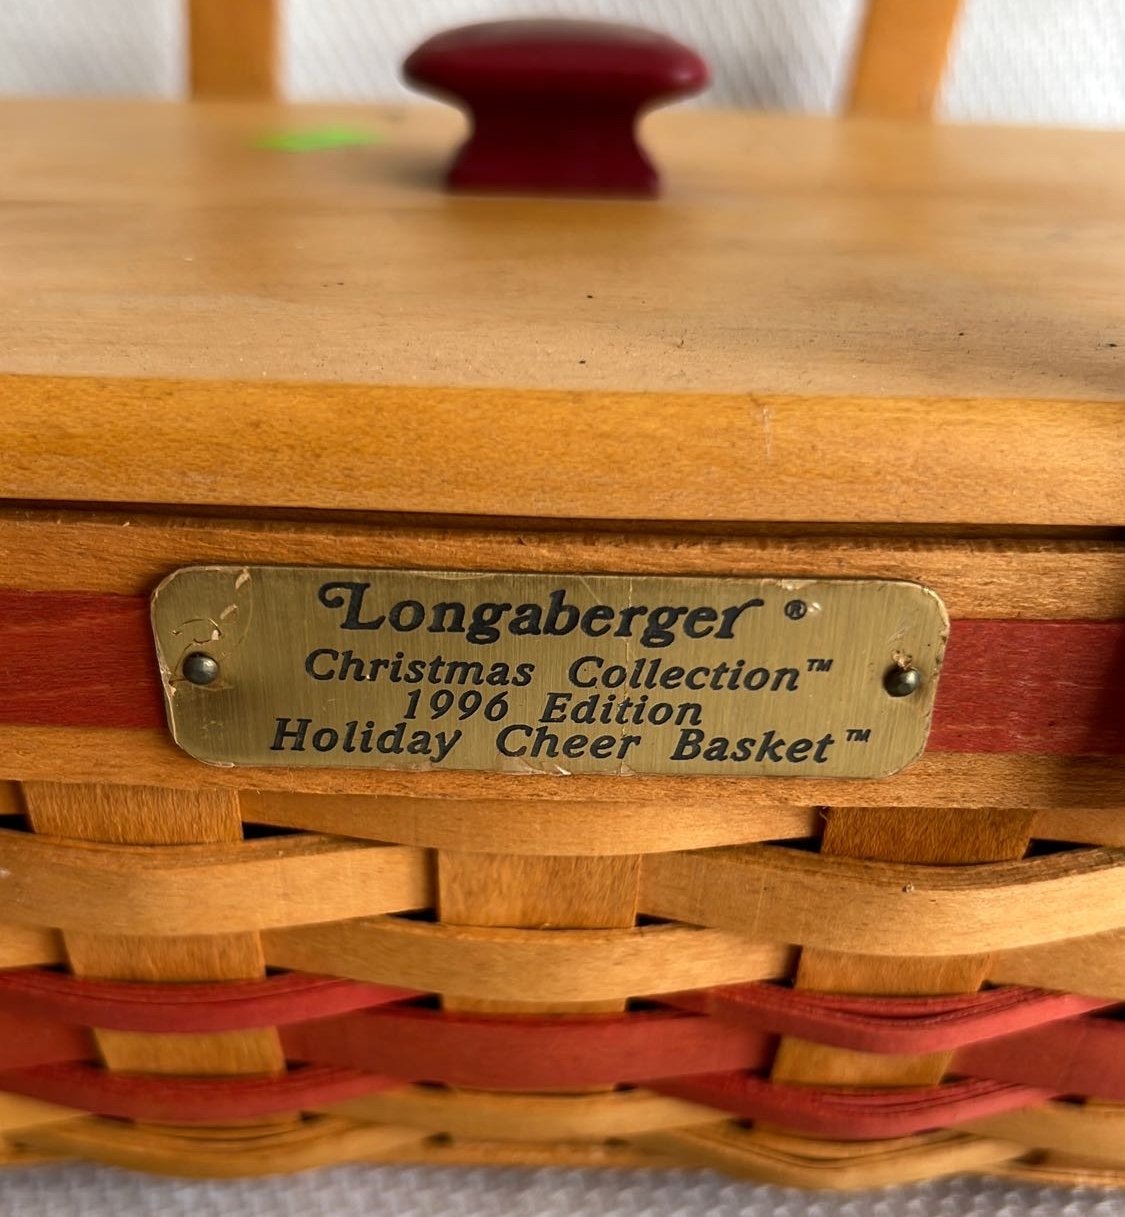 Longaberger ®
Christmas Collection™
1996 Edition
Holiday Cheer Basket™